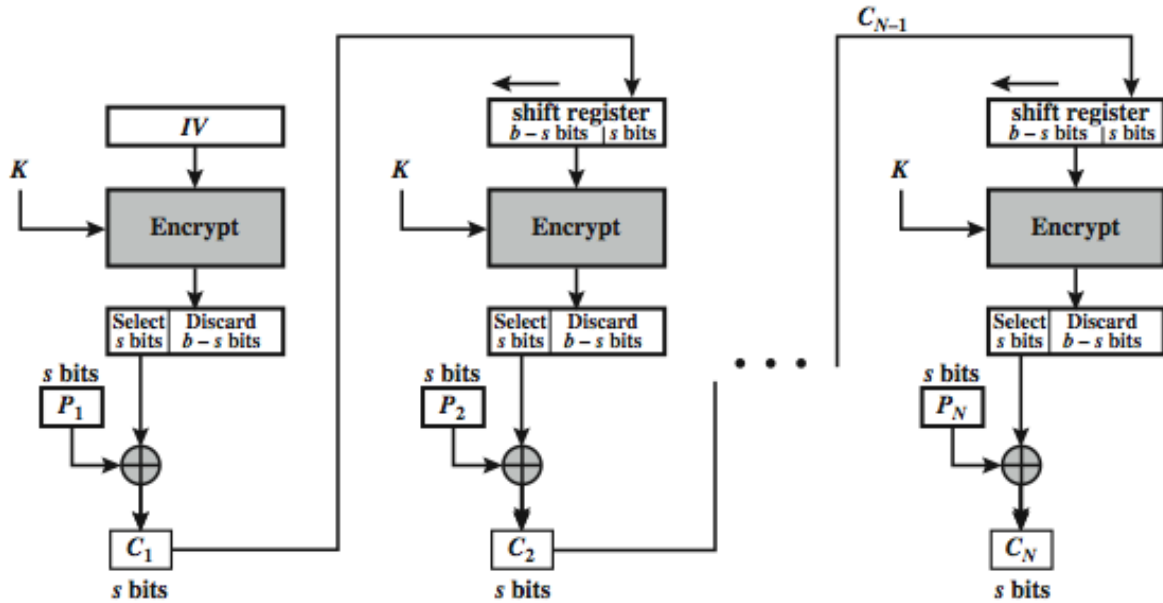 C_{N–1}
IV
shift register
b – s bits | s bits
shift register
b – s bits | s bits
K
Encrypt
K
Encrypt
K
Encrypt
Select
s bits
Discard
b – s bits
Select
s bits
Discard
b – s bits
Select
s bits
Discard
b – s bits
s bits
P_1
s bits
P_2
• • •
s bits
P_N
C_1
s bits
C_2
s bits
C_N
s bits